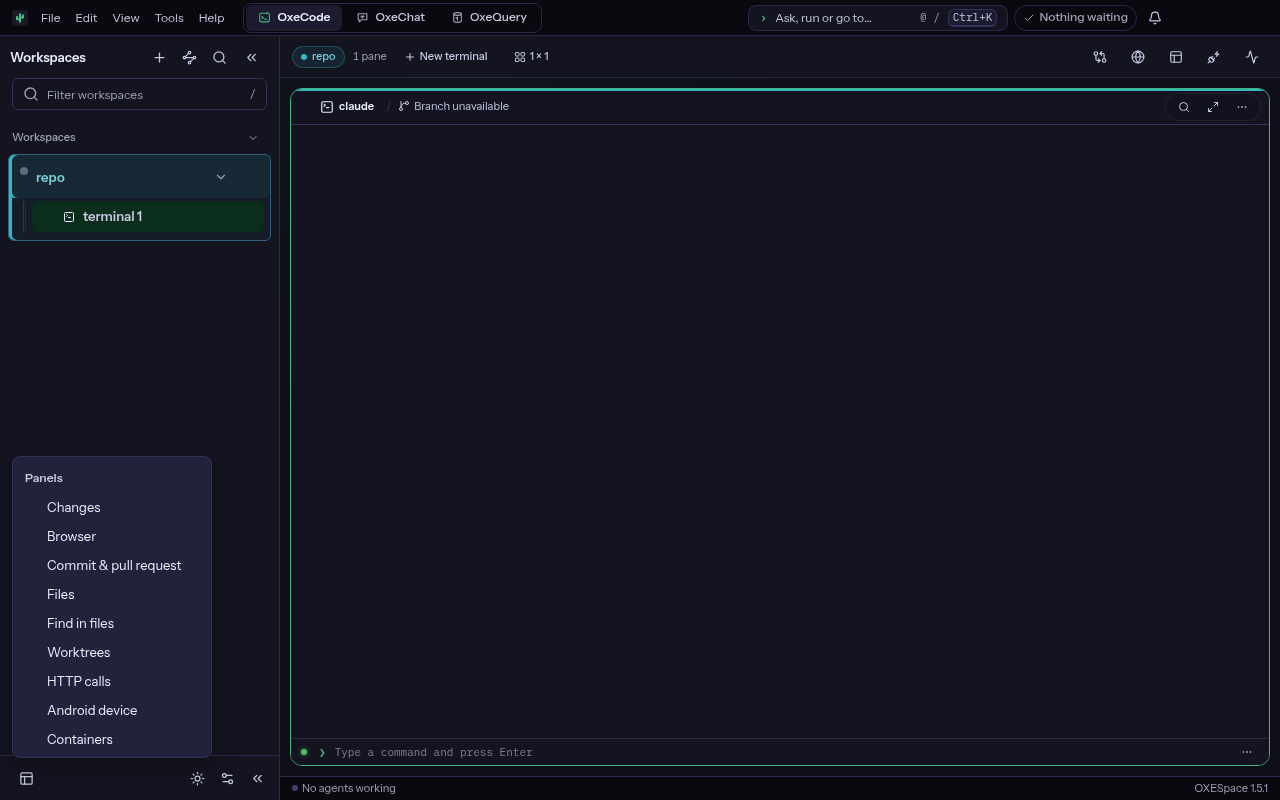 File Edit View Tools Help
OxeCode OxeChat OxeQuery
Ask, run or go to... @ / Ctrl+K
Nothing waiting
Workspaces
repo 1 pane New terminal 1×1
Filter workspaces /
claude / Branch unavailable
Workspaces
repo
terminal 1
Panels
Changes
Browser
Commit & pull request
Files
Find in files
Worktrees
HTTP calls
Android device
Containers
❯ Type a command and press Enter
No agents working
OXESpace 1.5.1